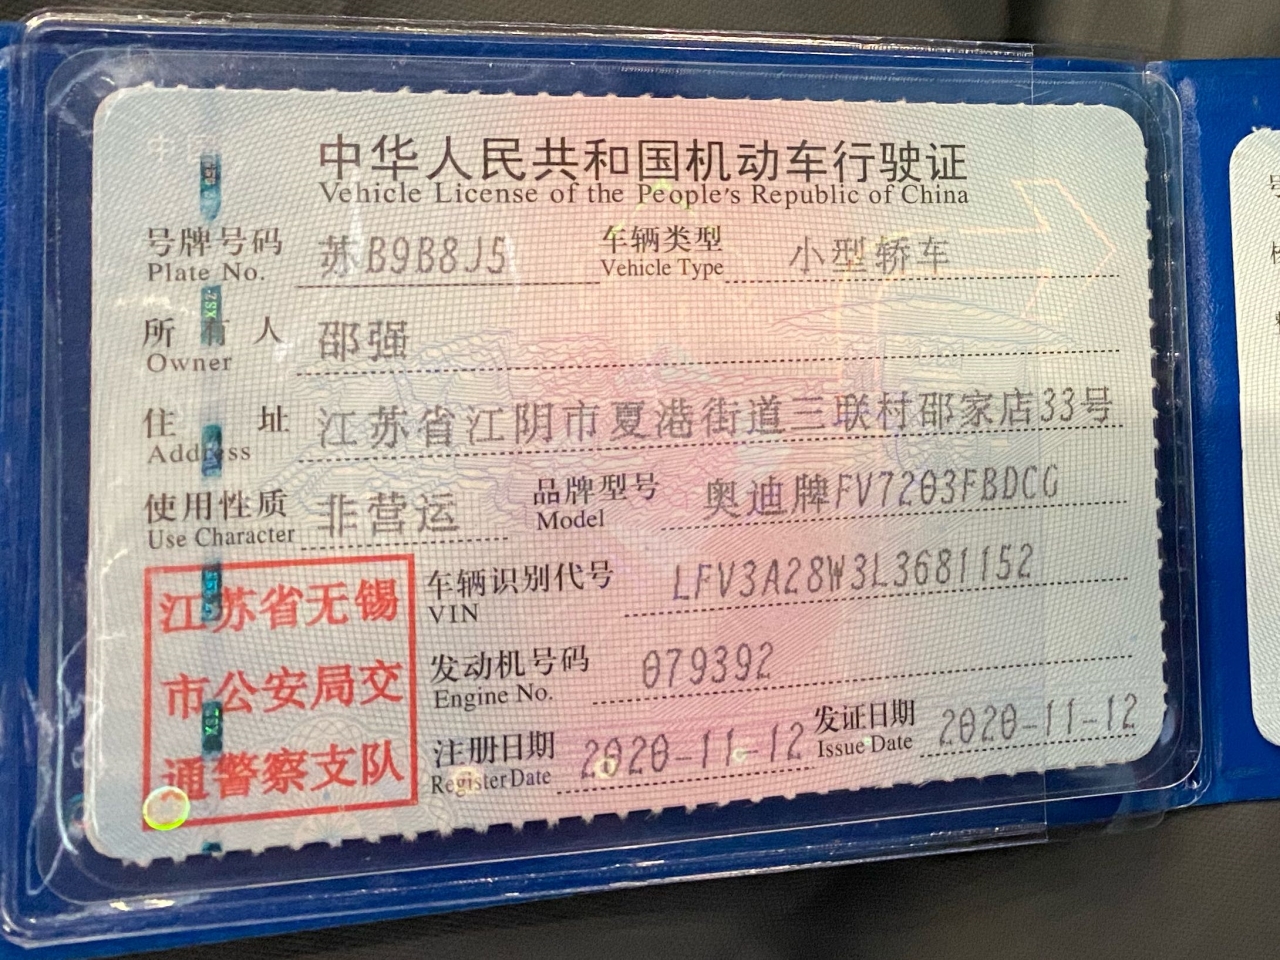 中华人民共和国机动车行驶证
Vehicle License of the People's Republic of China
号牌号码 苏B9B8J5 车辆类型 小型轿车
Plate No. Vehicle Type
所有人 邵强
Owner
住址 江苏省江阴市夏港街道三联村邵家店33号
Address
使用性质 非营运 品牌型号 奥迪牌FV7203FBDCG
Use Character Model
江苏省无锡
市公安局交
通警察支队
车辆识别代号 LFV3A28W3L3681152
VIN
发动机号码 079392
Engine No.
注册日期 2020-11-12 发证日期 2020-11-12
Register Date Issue Date